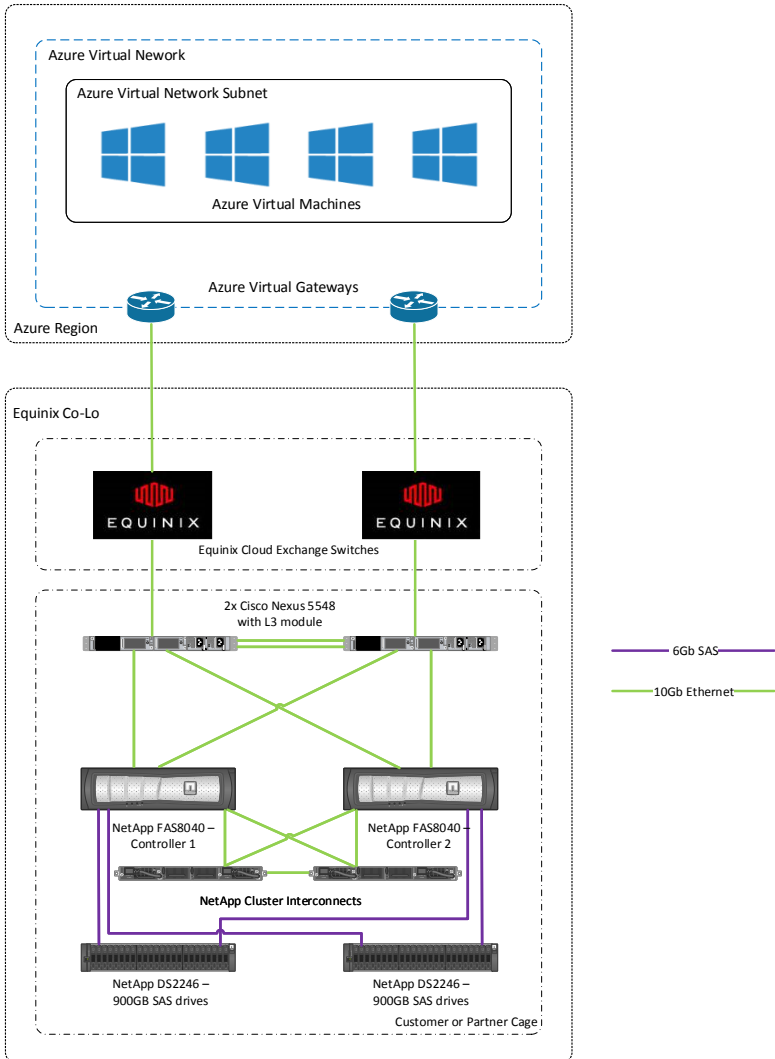 Azure Virtual Nework
Azure Virtual Network Subnet
Azure Virtual Machines
Azure Virtual Gateways
Azure Region
Equinix Co-Lo
EQUINIX
EQUINIX
Equinix Cloud Exchange Switches
2x Cisco Nexus 5548
with L3 module
6Gb SAS
10Gb Ethernet
NetApp FAS8040 –
Controller 1
NetApp FAS8040 –
Controller 2
NetApp Cluster Interconnects
NetApp DS2246 –
900GB SAS drives
NetApp DS2246 –
900GB SAS drives
Customer or Partner Cage